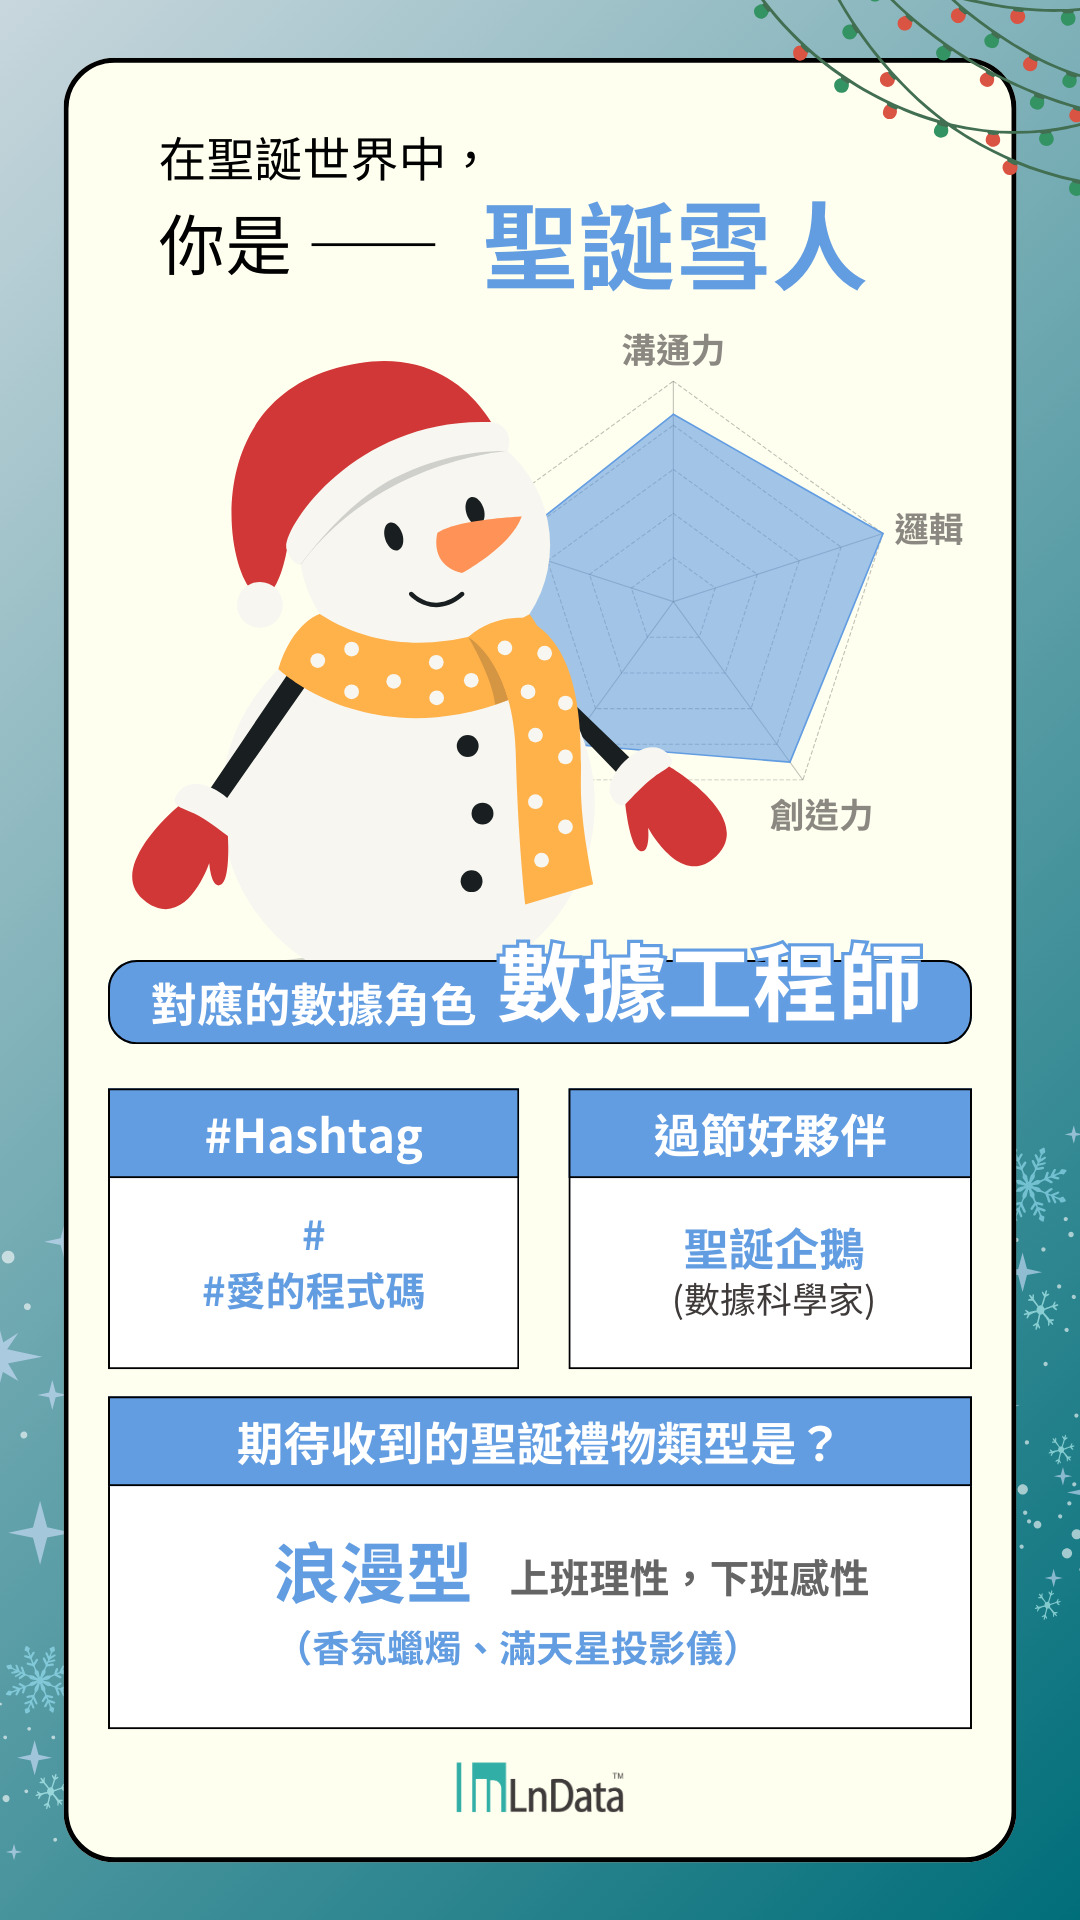 在聖誕世界中，
你是 —— 聖誕雪人
溝通力
邏輯
創造力
對應的數據角色 數據工程師
#Hashtag
#
#愛的程式碼
過節好夥伴
聖誕企鵝
(數據科學家)
期待收到的聖誕禮物類型是？
浪漫型 上班理性，下班感性
（香氛蠟燭、滿天星投影儀）
LnData™